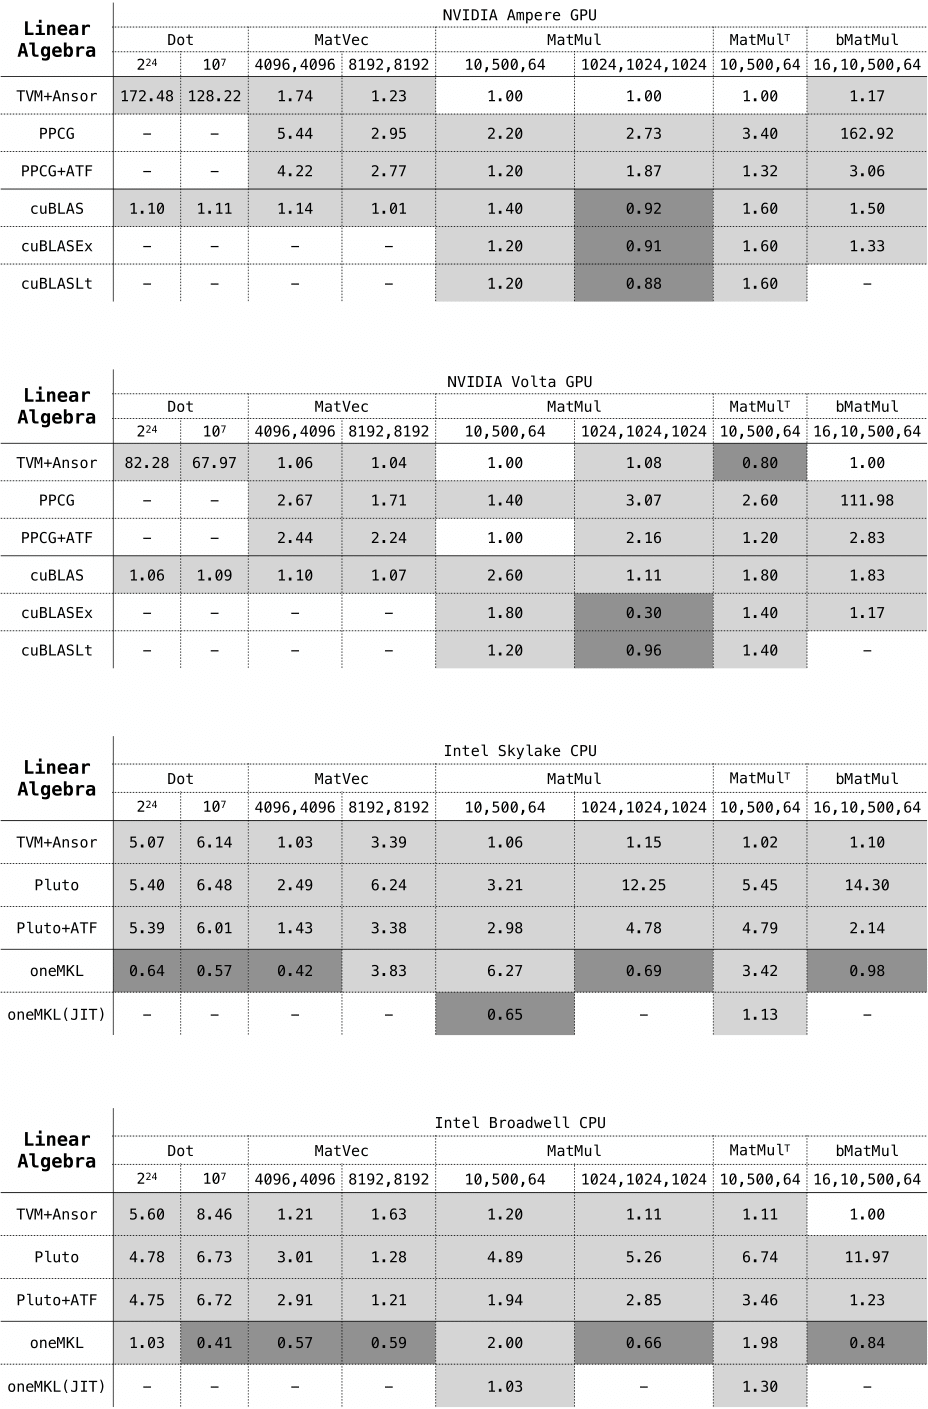 NVIDIA Ampere GPU
Linear Algebra
Dot MatVec MatMul MatMulᵀ bMatMul
2²⁴ 10⁷ 4096,4096 8192,8192 10,500,64 1024,1024,1024 10,500,64 16,10,500,64
TVM+Ansor 172.48 128.22 1.74 1.23 1.00 1.00 1.00 1.17
PPCG – – 5.44 2.95 2.20 2.73 3.40 162.92
PPCG+ATF – – 4.22 2.77 1.20 1.87 1.32 3.06
cuBLAS 1.10 1.11 1.14 1.01 1.40 0.92 1.60 1.50
cuBLASEx – – – – 1.20 0.91 1.60 1.33
cuBLASLt – – – – 1.20 0.88 1.60 –
NVIDIA Volta GPU
Linear Algebra
Dot MatVec MatMul MatMulᵀ bMatMul
2²⁴ 10⁷ 4096,4096 8192,8192 10,500,64 1024,1024,1024 10,500,64 16,10,500,64
TVM+Ansor 82.28 67.97 1.06 1.04 1.00 1.08 0.80 1.00
PPCG – – 2.67 1.71 1.40 3.07 2.60 111.98
PPCG+ATF – – 2.44 2.24 1.00 2.16 1.20 2.83
cuBLAS 1.06 1.09 1.10 1.07 2.60 1.11 1.80 1.83
cuBLASEx – – – – 1.80 0.30 1.40 1.17
cuBLASLt – – – – 1.20 0.96 1.40 –
Intel Skylake CPU
Linear Algebra
Dot MatVec MatMul MatMulᵀ bMatMul
2²⁴ 10⁷ 4096,4096 8192,8192 10,500,64 1024,1024,1024 10,500,64 16,10,500,64
TVM+Ansor 5.07 6.14 1.03 3.39 1.06 1.15 1.02 1.10
Pluto 5.40 6.48 2.49 6.24 3.21 12.25 5.45 14.30
Pluto+ATF 5.39 6.01 1.43 3.38 2.98 4.78 4.79 2.14
oneMKL 0.64 0.57 0.42 3.83 6.27 0.69 3.42 0.98
oneMKL(JIT) – – – – 0.65 – 1.13 –
Intel Broadwell CPU
Linear Algebra
Dot MatVec MatMul MatMulᵀ bMatMul
2²⁴ 10⁷ 4096,4096 8192,8192 10,500,64 1024,1024,1024 10,500,64 16,10,500,64
TVM+Ansor 5.60 8.46 1.21 1.63 1.20 1.11 1.11 1.00
Pluto 4.78 6.73 3.01 1.28 4.89 5.26 6.74 11.97
Pluto+ATF 4.75 6.72 2.91 1.21 1.94 2.85 3.46 1.23
oneMKL 1.03 0.41 0.57 0.59 2.00 0.66 1.98 0.84
oneMKL(JIT) – – – – 1.03 – 1.30 –